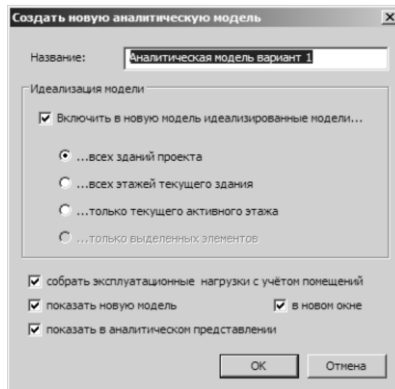 Создать новую аналитическую модель
Название: Аналитическая модель вариант 1
Идеализация модели
Включить в новую модель идеализированные модели...
...всех зданий проекта
...всех этажей текущего здания
...только текущего активного этажа
...только выделенных элементов
собрать эксплуатационные нагрузки с учётом помещений
показать новую модель в новом окне
показать в аналитическом представлении
OK Отмена